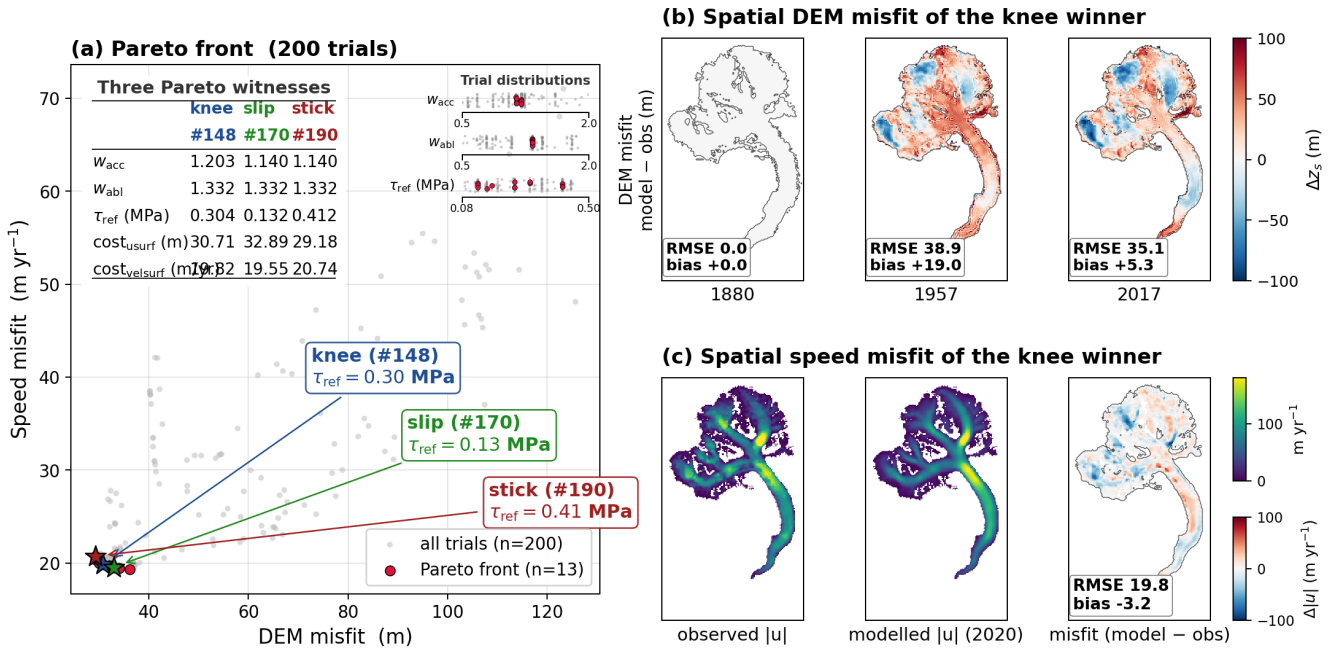 (a) Pareto front (200 trials)
Three Pareto witnesses
knee slip stick
#148 #170 #190
w_acc 1.203 1.140 1.140
w_abl 1.332 1.332 1.332
τ_ref (MPa) 0.304 0.132 0.412
cost_usurf (m) 30.71 32.89 29.18
cost_velsurf (m/yr) 19.82 19.55 20.74
Trial distributions
w_acc
0.5 2.0
w_abl
0.5 2.0
τ_ref (MPa)
0.08 0.50
knee (#148)
τ_ref = 0.30 MPa
slip (#170)
τ_ref = 0.13 MPa
stick (#190)
τ_ref = 0.41 MPa
all trials (n=200)
Pareto front (n=13)
70
60
50
40
30
20
Speed misfit (m yr⁻¹)
40 60 80 100 120
DEM misfit (m)
(b) Spatial DEM misfit of the knee winner
DEM misfit
model − obs (m)
RMSE 0.0
bias +0.0
1880
RMSE 38.9
bias +19.0
1957
RMSE 35.1
bias +5.3
2017
100
50
0
−50
−100
Δz_s (m)
(c) Spatial speed misfit of the knee winner
observed |u|
modelled |u| (2020)
RMSE 19.8
bias -3.2
misfit (model − obs)
100
0
m yr⁻¹
100
0
−100
Δ|u| (m yr⁻¹)